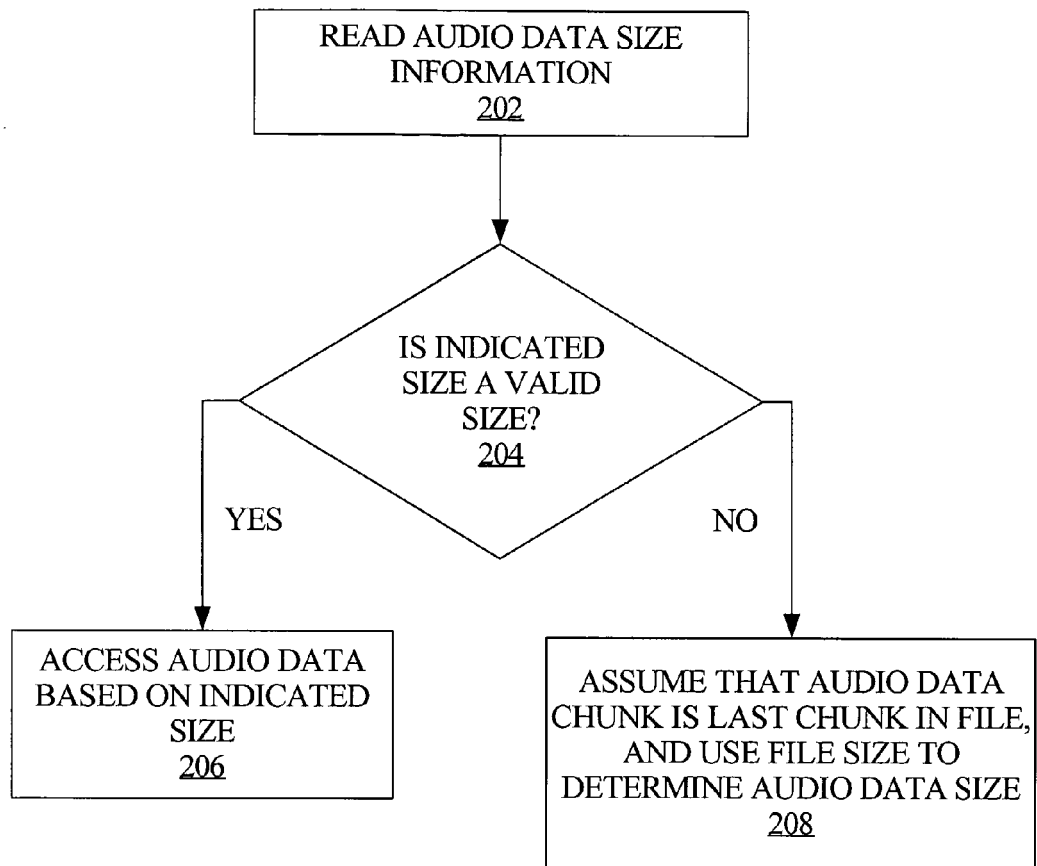 READ AUDIO DATA SIZE
INFORMATION
202
IS INDICATED
SIZE A VALID
SIZE?
204
YES
NO
ACCESS AUDIO DATA
BASED ON INDICATED
SIZE
206
ASSUME THAT AUDIO DATA
CHUNK IS LAST CHUNK IN FILE,
AND USE FILE SIZE TO
DETERMINE AUDIO DATA SIZE
208